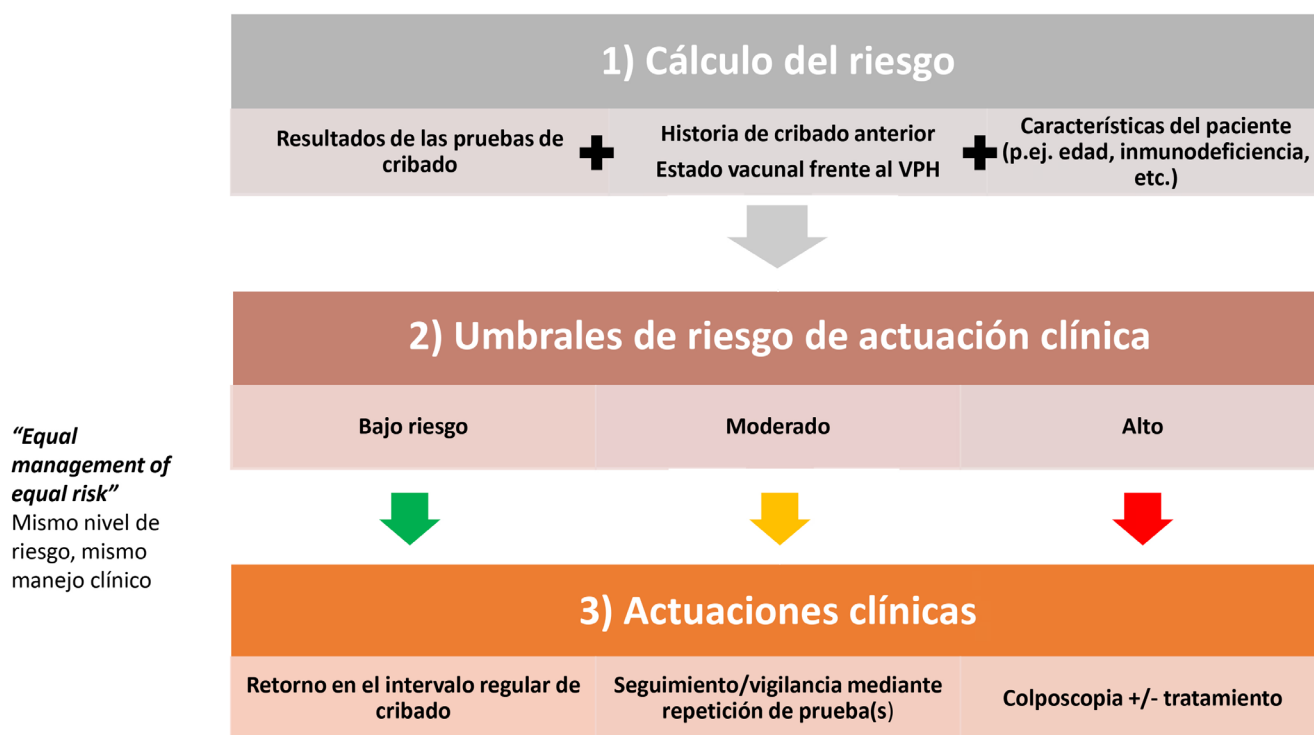 1) Cálculo del riesgo
Resultados de las pruebas de
cribado
Historia de cribado anterior
Estado vacunal frente al VPH
Características del paciente
(p.ej. edad, inmunodeficiencia,
etc.)
2) Umbrales de riesgo de actuación clínica
Bajo riesgo
Moderado
Alto
“Equal
management of
equal risk”
Mismo nivel de
riesgo, mismo
manejo clínico
3) Actuaciones clínicas
Retorno en el intervalo regular de
cribado
Seguimiento/vigilancia mediante
repetición de prueba(s)
Colposcopia +/- tratamiento